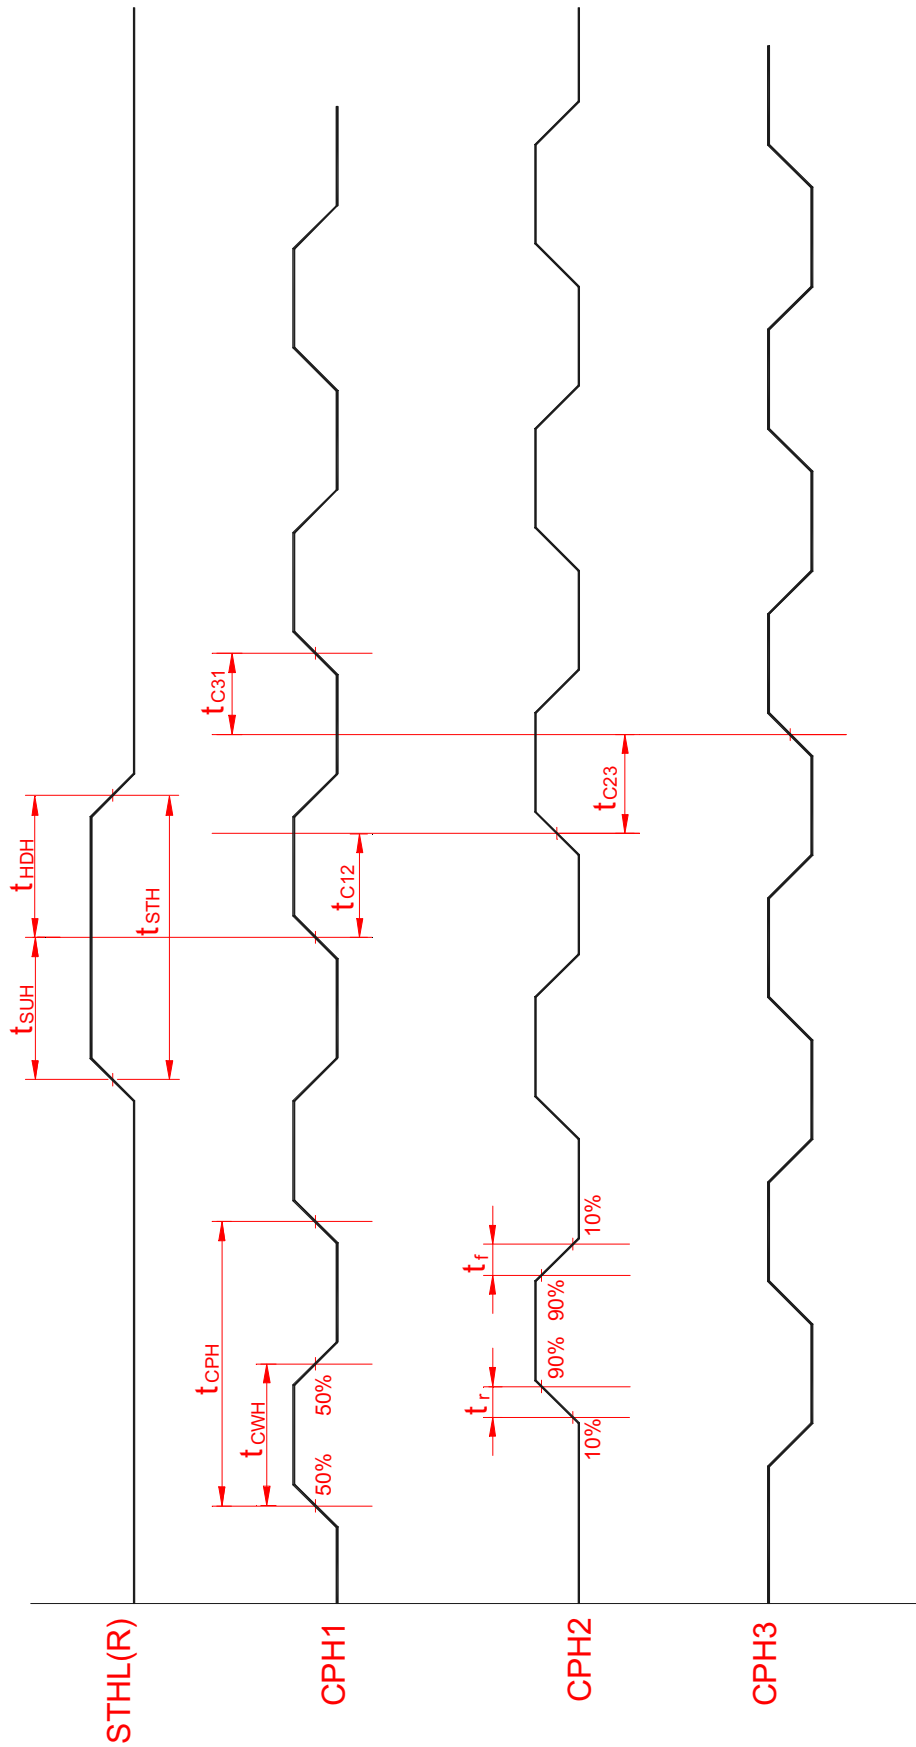 STHL(R)
tSUH
tHDH
tSTH
CPH1
tCPH
tCWH
50%
50%
tC12
tC31
CPH2
tr
tf
10%
90%
90%
10%
tC23
CPH3